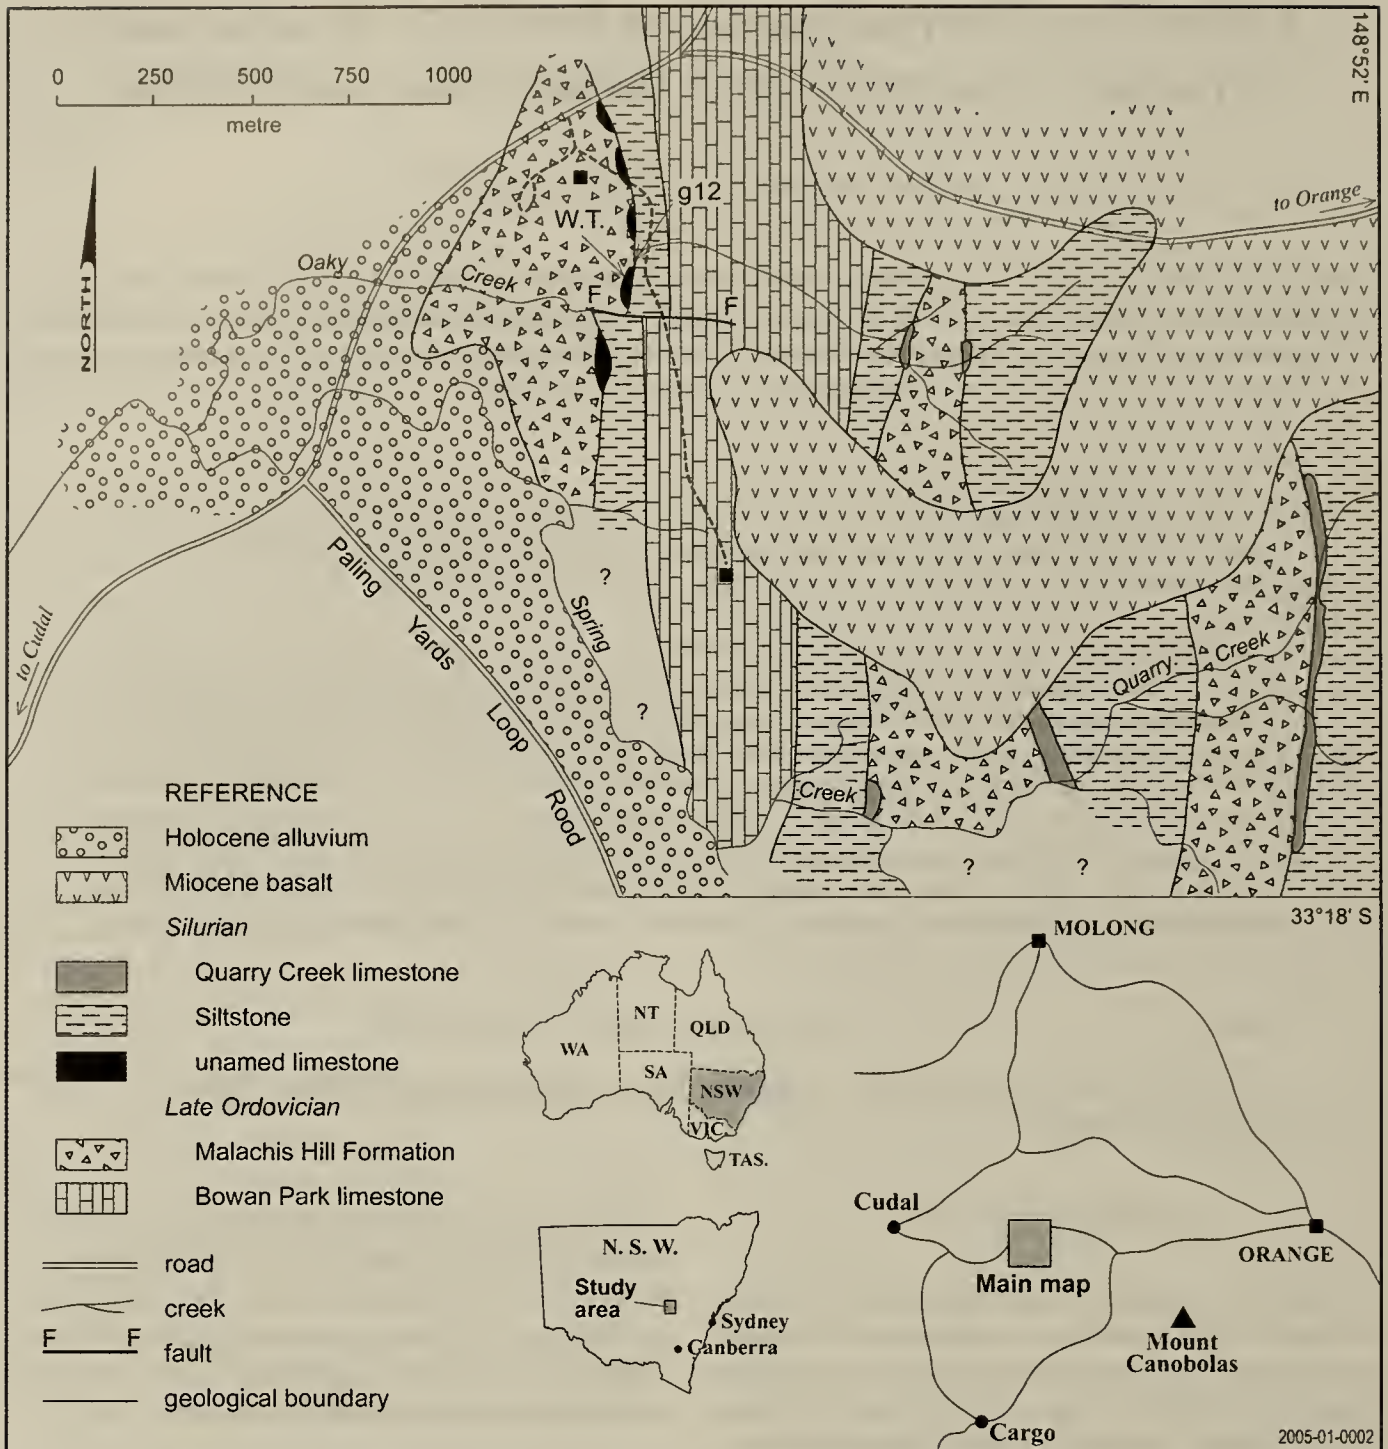 148°52' E
0 250 500 750 1000
metre
NORTH
g12
to Orange
W.T.
Oaky
Creek
F F
Paling
Yards
Loop
Rood
Spring
?
?
to Cudal
Quarry
Creek
Creek
? ?
33°18' S
REFERENCE
Holocene alluvium
Miocene basalt
Silurian
Quarry Creek limestone
Siltstone
unamed limestone
Late Ordovician
Malachis Hill Formation
Bowan Park limestone
road
creek
F F
fault
geological boundary
WA
NT
QLD
SA
NSW
VIC.
TAS.
N. S. W.
Study
area
Sydney
Canberra
MOLONG
Cudal
ORANGE
Main map
Mount
Canobolas
Cargo
2005-01-0002